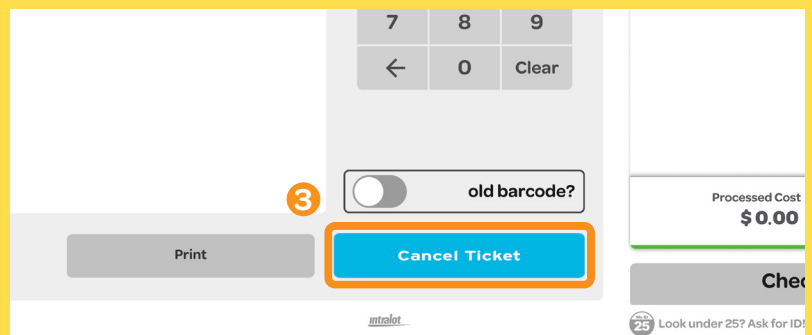 7 8 9
← 0 Clear
old barcode?
3
Print
Cancel Ticket
intralot
Processed Cost
$ 0.00
Chec
25 Look under 25? Ask for ID!